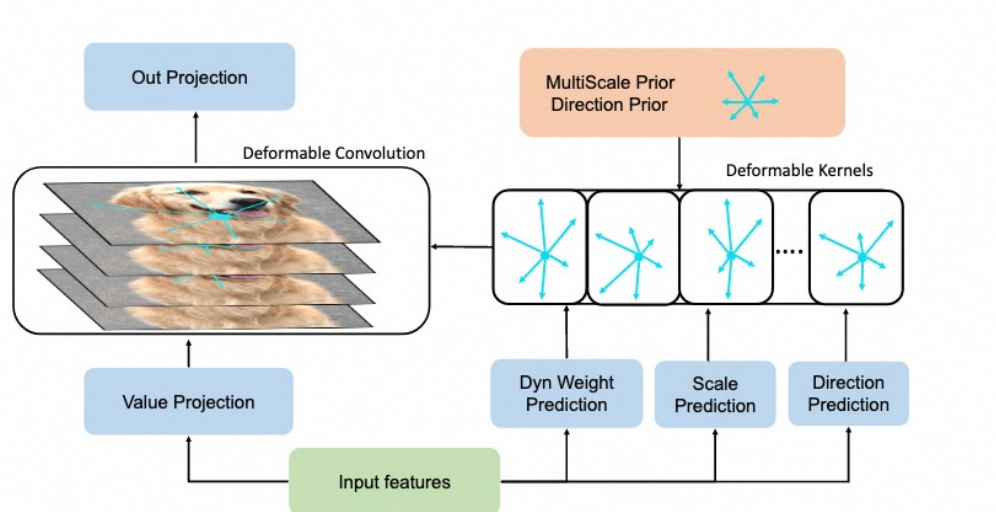 Out Projection
MultiScale Prior
Direction Prior
Deformable Convolution
Deformable Kernels
....
Value Projection
Dyn Weight
Prediction
Scale
Prediction
Direction
Prediction
Input features